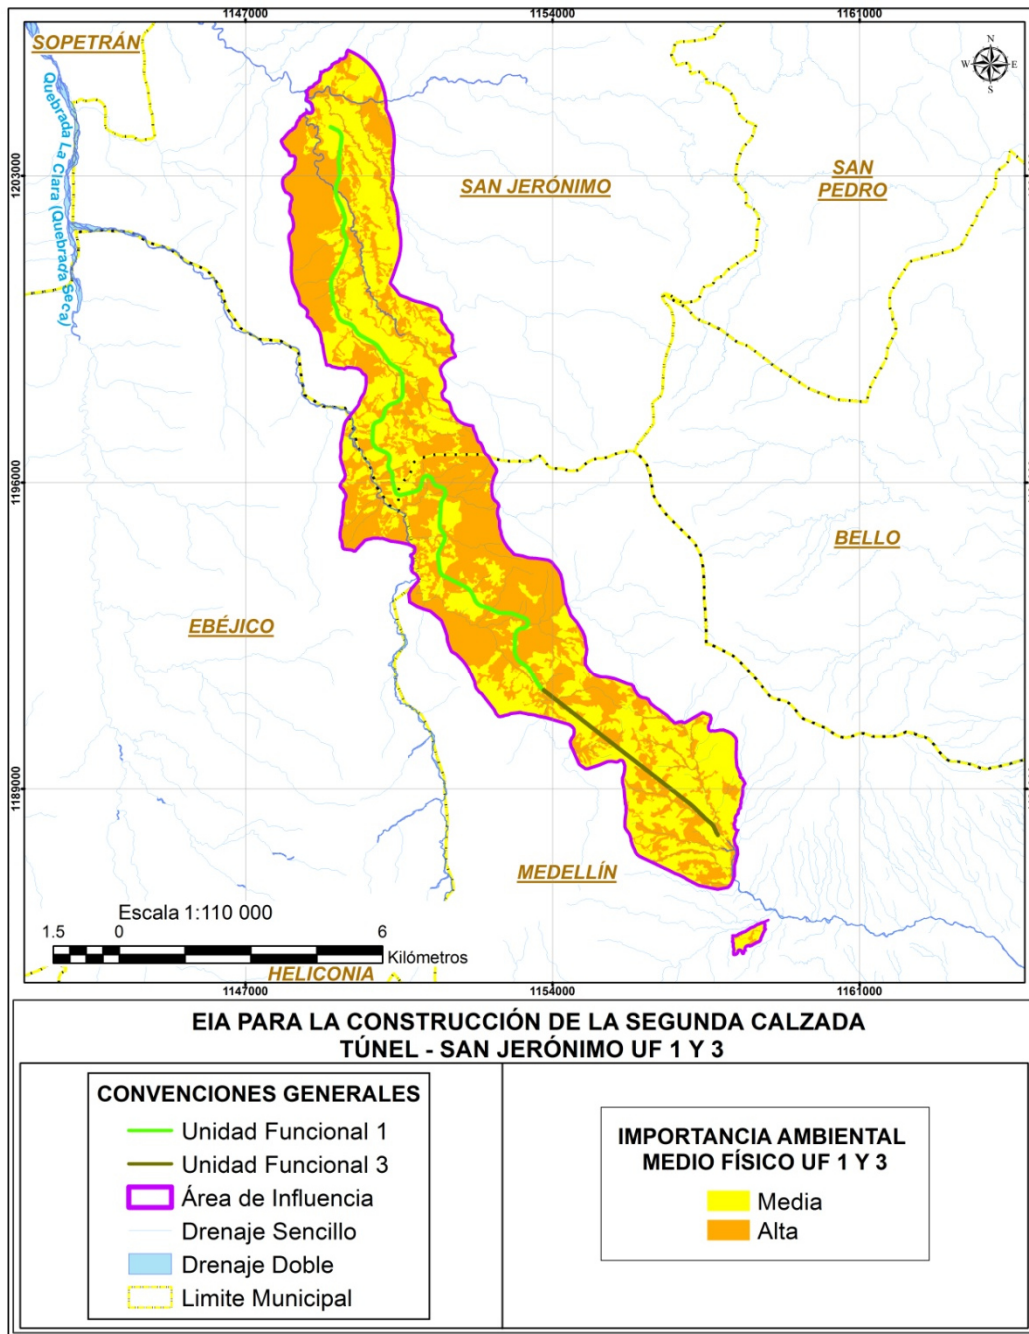 1147000 1154000 1161000
SOPETRÁN
N
W E
S
Quebrada La Clara (Quebrada Seca)
1203000
SAN JERÓNIMO
SAN
PEDRO
1196000
BELLO
EBÉJICO
1189000
MEDELLÍN
Escala 1:110 000
1.5 0 6
Kilómetros
HELICONIA
1147000 1154000 1161000
EIA PARA LA CONSTRUCCIÓN DE LA SEGUNDA CALZADA
TÚNEL - SAN JERÓNIMO UF 1 Y 3
CONVENCIONES GENERALES
Unidad Funcional 1
Unidad Funcional 3
Área de Influencia
Drenaje Sencillo
Drenaje Doble
Limite Municipal
IMPORTANCIA AMBIENTAL
MEDIO FÍSICO UF 1 Y 3
Media
Alta